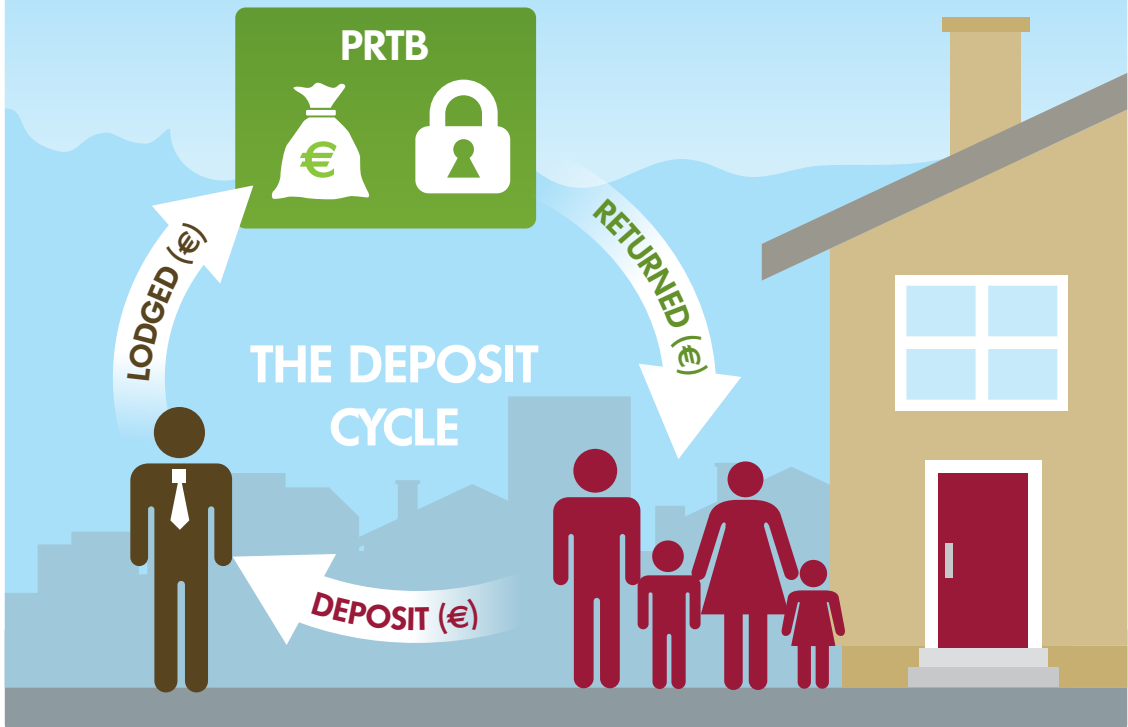 PRTB
€
LODGED (€)
RETURNED (€)
THE DEPOSIT
CYCLE
DEPOSIT (€)